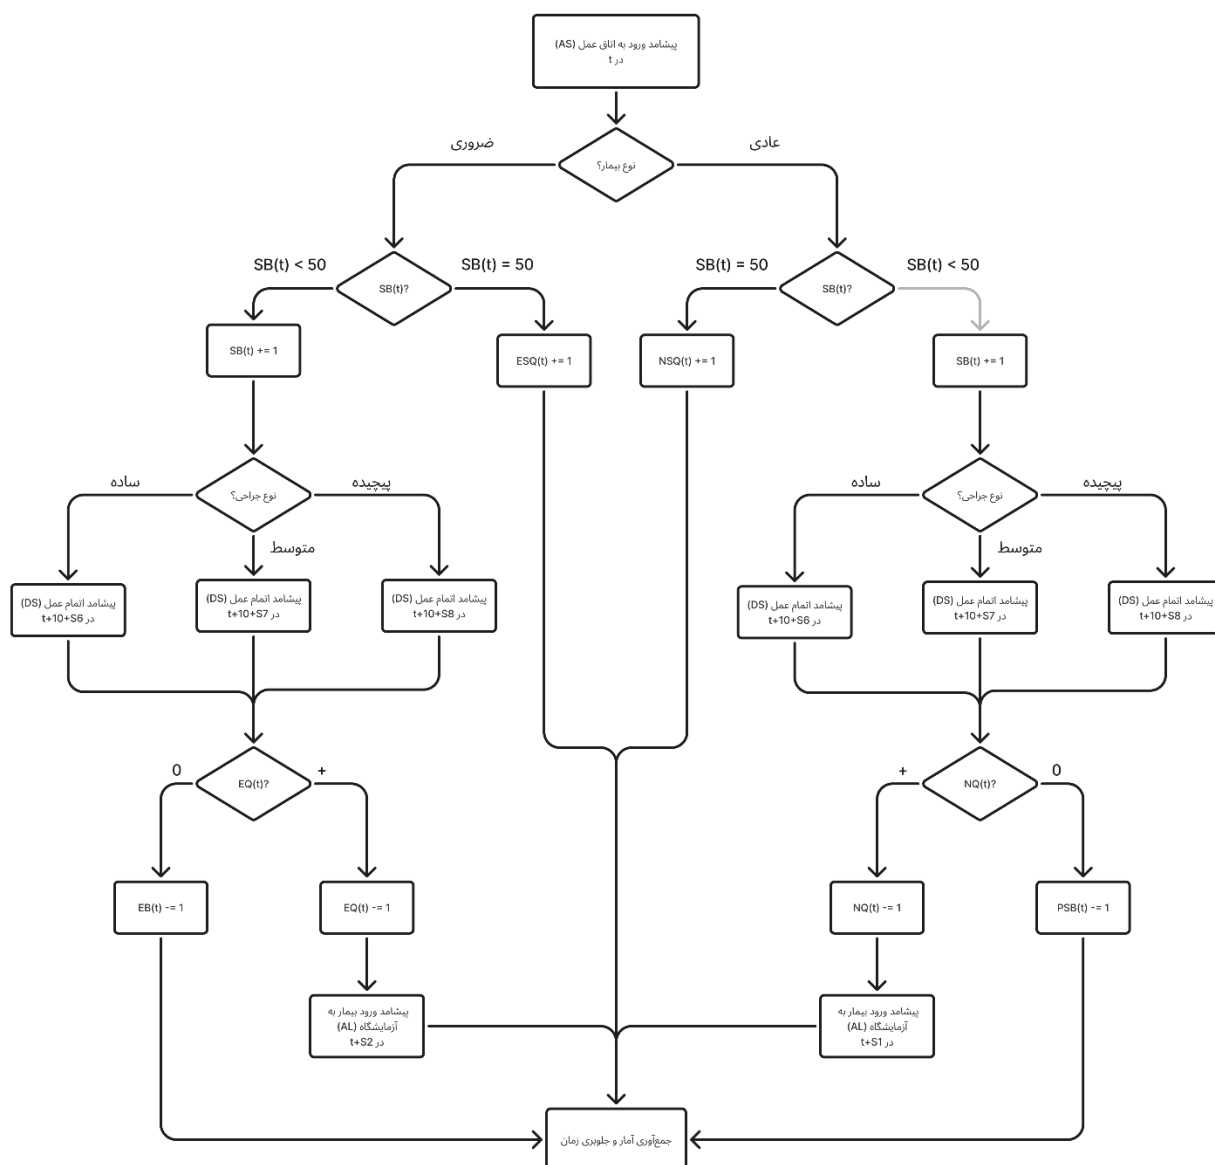 پیشامد ورود به اتاق عمل (AS)
در t
نوع بیمار؟
ضروری
عادی
SB(t) < 50
SB(t)?
SB(t) = 50
SB(t) = 50
SB(t)?
SB(t) < 50
SB(t) += 1
ESQ(t) += 1
NSQ(t) += 1
SB(t) += 1
ساده
نوع جراحی؟
پیچیده
متوسط
ساده
نوع جراحی؟
پیچیده
متوسط
پیشامد اتمام عمل (DS)
در t+10+S6
پیشامد اتمام عمل (DS)
در t+10+S7
پیشامد اتمام عمل (DS)
در t+10+S8
پیشامد اتمام عمل (DS)
در t+10+S6
پیشامد اتمام عمل (DS)
در t+10+S7
پیشامد اتمام عمل (DS)
در t+10+S8
0
EQ(t)?
+
+
NQ(t)?
0
EB(t) -= 1
EQ(t) -= 1
NQ(t) -= 1
PSB(t) -= 1
پیشامد ورود بیمار به
آزمایشگاه (AL)
در t+S2
پیشامد ورود بیمار به
آزمایشگاه (AL)
در t+S1
جمع‌آوری آمار و جلوبری زمان